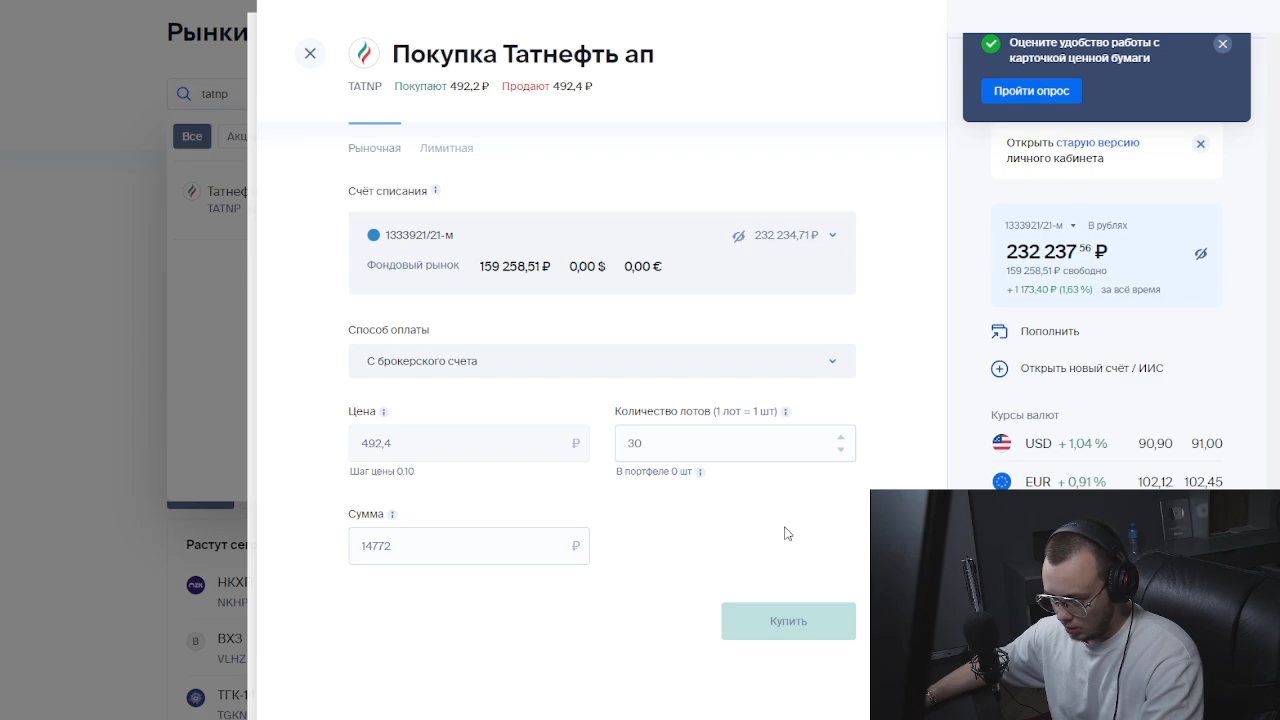 Рынки
tatnp
Все
Акц
Татнеф
TATNP
Растут сег
НКХП
NKHP
В
ВХЗ
VLHZ
ТГК-1
TGKN
Покупка Татнефть ап
TATNP Покупают 492,2 ₽ Продают 492,4 ₽
Рыночная Лимитная
Счёт списания
1333921/21-м 232 234,71 ₽
Фондовый рынок 159 258,51 ₽ 0,00 $ 0,00 €
Способ оплаты
С брокерского счета
Цена Количество лотов (1 лот = 1 шт)
492,4 ₽ 30
Шаг цены 0.10 В портфеле 0 шт
Сумма
14772 ₽
Купить
Оцените удобство работы с
карточкой ценной бумаги
Пройти опрос
Открыть старую версию
личного кабинета
1333921/21-м В рублях
232 237 56 ₽
159 258,51 ₽ свободно
+ 1 173,40 ₽ (1,63 %) за всё время
Пополнить
Открыть новый счёт / ИИС
Курсы валют
USD + 1,04 % 90,90 91,00
EUR + 0,91 % 102,12 102,45